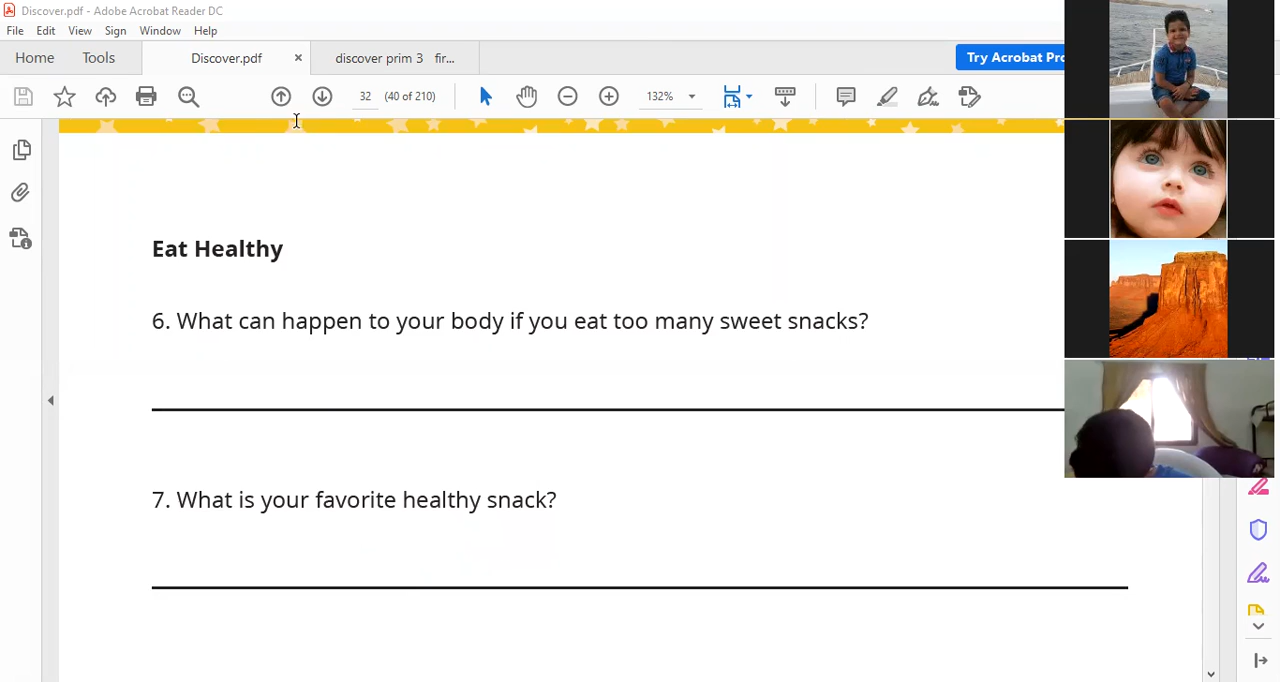 Discover.pdf - Adobe Acrobat Reader DC
File Edit View Sign Window Help
Home Tools Discover.pdf × discover prim 3 fir...
Try Acrobat Pro
32 (40 of 210) 132%
Eat Healthy
6. What can happen to your body if you eat too many sweet snacks?
7. What is your favorite healthy snack?